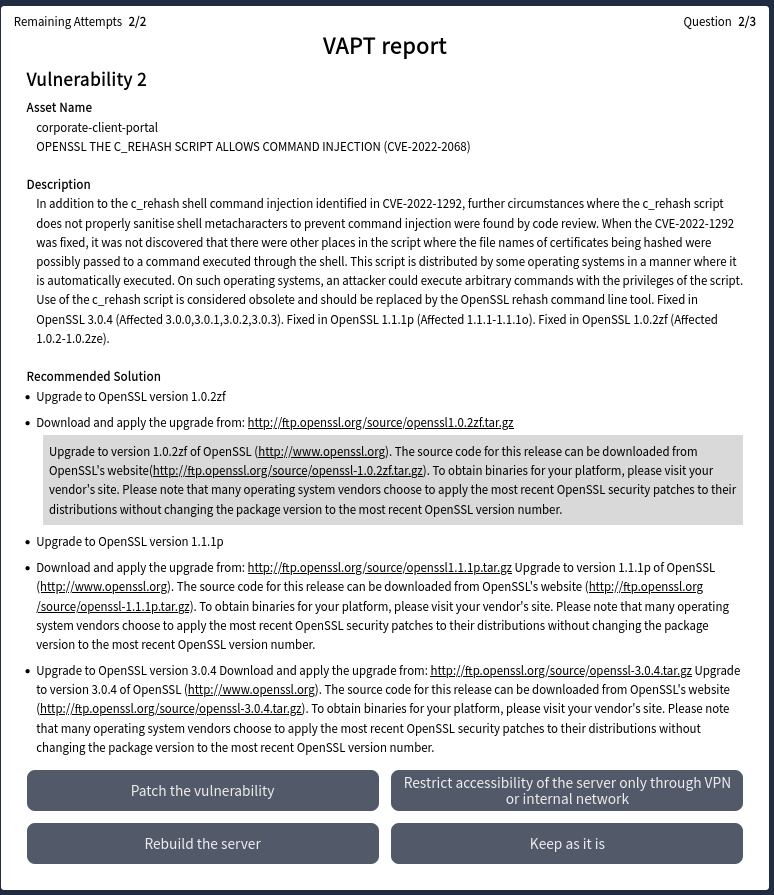 Remaining Attempts 2/2
Question 2/3
VAPT report
Vulnerability 2
Asset Name
corporate-client-portal
OPENSSL THE C_REHASH SCRIPT ALLOWS COMMAND INJECTION (CVE-2022-2068)
Description
In addition to the c_rehash shell command injection identified in CVE-2022-1292, further circumstances where the c_rehash script
does not properly sanitise shell metacharacters to prevent command injection were found by code review. When the CVE-2022-1292
was fixed, it was not discovered that there were other places in the script where the file names of certificates being hashed were
possibly passed to a command executed through the shell. This script is distributed by some operating systems in a manner where it
is automatically executed. On such operating systems, an attacker could execute arbitrary commands with the privileges of the script.
Use of the c_rehash script is considered obsolete and should be replaced by the OpenSSL rehash command line tool. Fixed in
OpenSSL 3.0.4 (Affected 3.0.0,3.0.1,3.0.2,3.0.3). Fixed in OpenSSL 1.1.1p (Affected 1.1.1-1.1.1o). Fixed in OpenSSL 1.0.2zf (Affected
1.0.2-1.0.2ze).
Recommended Solution
• Upgrade to OpenSSL version 1.0.2zf
• Download and apply the upgrade from: http://ftp.openssl.org/source/openssl1.0.2zf.tar.gz
Upgrade to version 1.0.2zf of OpenSSL (http://www.openssl.org). The source code for this release can be downloaded from
OpenSSL's website(http://ftp.openssl.org/source/openssl-1.0.2zf.tar.gz). To obtain binaries for your platform, please visit your
vendor's site. Please note that many operating system vendors choose to apply the most recent OpenSSL security patches to their
distributions without changing the package version to the most recent OpenSSL version number.
• Upgrade to OpenSSL version 1.1.1p
• Download and apply the upgrade from: http://ftp.openssl.org/source/openssl1.1.1p.tar.gz Upgrade to version 1.1.1p of OpenSSL
(http://www.openssl.org). The source code for this release can be downloaded from OpenSSL's website (http://ftp.openssl.org
/source/openssl-1.1.1p.tar.gz). To obtain binaries for your platform, please visit your vendor's site. Please note that many operating
system vendors choose to apply the most recent OpenSSL security patches to their distributions without changing the package
version to the most recent OpenSSL version number.
• Upgrade to OpenSSL version 3.0.4 Download and apply the upgrade from: http://ftp.openssl.org/source/openssl-3.0.4.tar.gz Upgrade
to version 3.0.4 of OpenSSL (http://www.openssl.org). The source code for this release can be downloaded from OpenSSL's website
(http://ftp.openssl.org/source/openssl-3.0.4.tar.gz). To obtain binaries for your platform, please visit your vendor's site. Please note
that many operating system vendors choose to apply the most recent OpenSSL security patches to their distributions without
changing the package version to the most recent OpenSSL version number.
Patch the vulnerability
Restrict accessibility of the server only through VPN
or internal network
Rebuild the server
Keep as it is